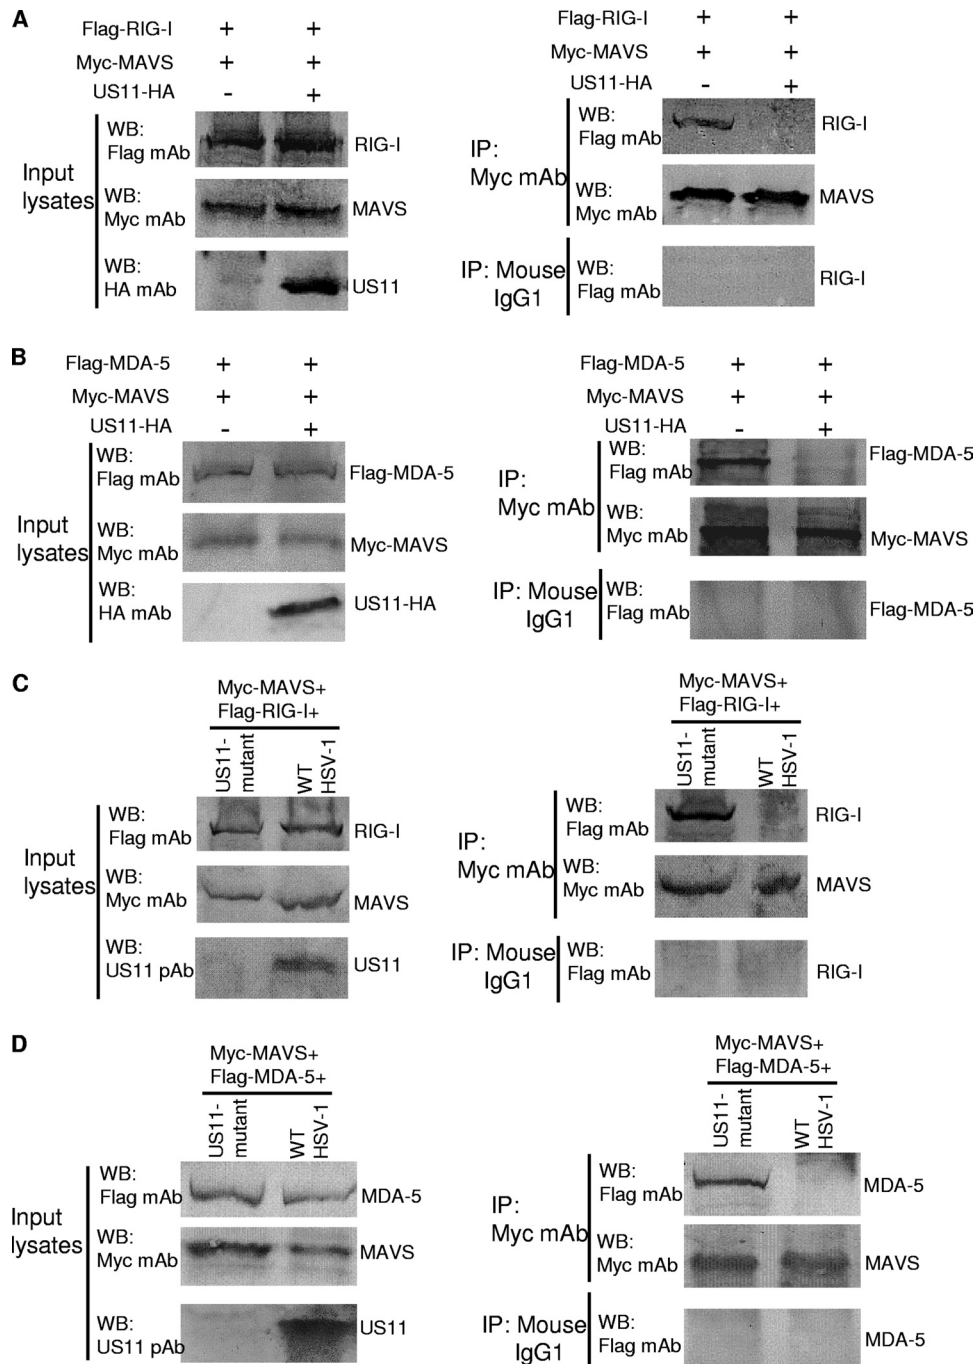 A
Flag-RIG-I + +
Myc-MAVS + +
US11-HA - +
Input
lysates
WB:
Flag mAb
RIG-I
WB:
Myc mAb
MAVS
WB:
HA mAb
US11
Flag-RIG-I + +
Myc-MAVS + +
US11-HA - +
IP:
Myc mAb
WB:
Flag mAb
RIG-I
WB:
Myc mAb
MAVS
IP: Mouse
IgG1
WB:
Flag mAb
RIG-I
B
Flag-MDA-5 + +
Myc-MAVS + +
US11-HA - +
Input
lysates
WB:
Flag mAb
Flag-MDA-5
WB:
Myc mAb
Myc-MAVS
WB:
HA mAb
US11-HA
Flag-MDA-5 + +
Myc-MAVS + +
US11-HA - +
IP:
Myc mAb
WB:
Flag mAb
Flag-MDA-5
WB:
Myc mAb
Myc-MAVS
IP: Mouse
IgG1
WB:
Flag mAb
Flag-MDA-5
C
Myc-MAVS+
Flag-RIG-I+
US11-
mutant
WT
HSV-1
Input
lysates
WB:
Flag mAb
RIG-I
WB:
Myc mAb
MAVS
WB:
US11 pAb
US11
Myc-MAVS+
Flag-RIG-I+
US11-
mutant
WT
HSV-1
IP:
Myc mAb
WB:
Flag mAb
RIG-I
WB:
Myc mAb
MAVS
IP: Mouse
IgG1
WB:
Flag mAb
RIG-I
D
Myc-MAVS+
Flag-MDA-5+
US11-
mutant
WT
HSV-1
Input
lysates
WB:
Flag mAb
MDA-5
WB:
Myc mAb
MAVS
WB:
US11 pAb
US11
Myc-MAVS+
Flag-MDA-5+
US11-
mutant
WT
HSV-1
IP:
Myc mAb
WB:
Flag mAb
MDA-5
WB:
Myc mAb
MAVS
IP: Mouse
IgG1
WB:
Flag mAb
MDA-5